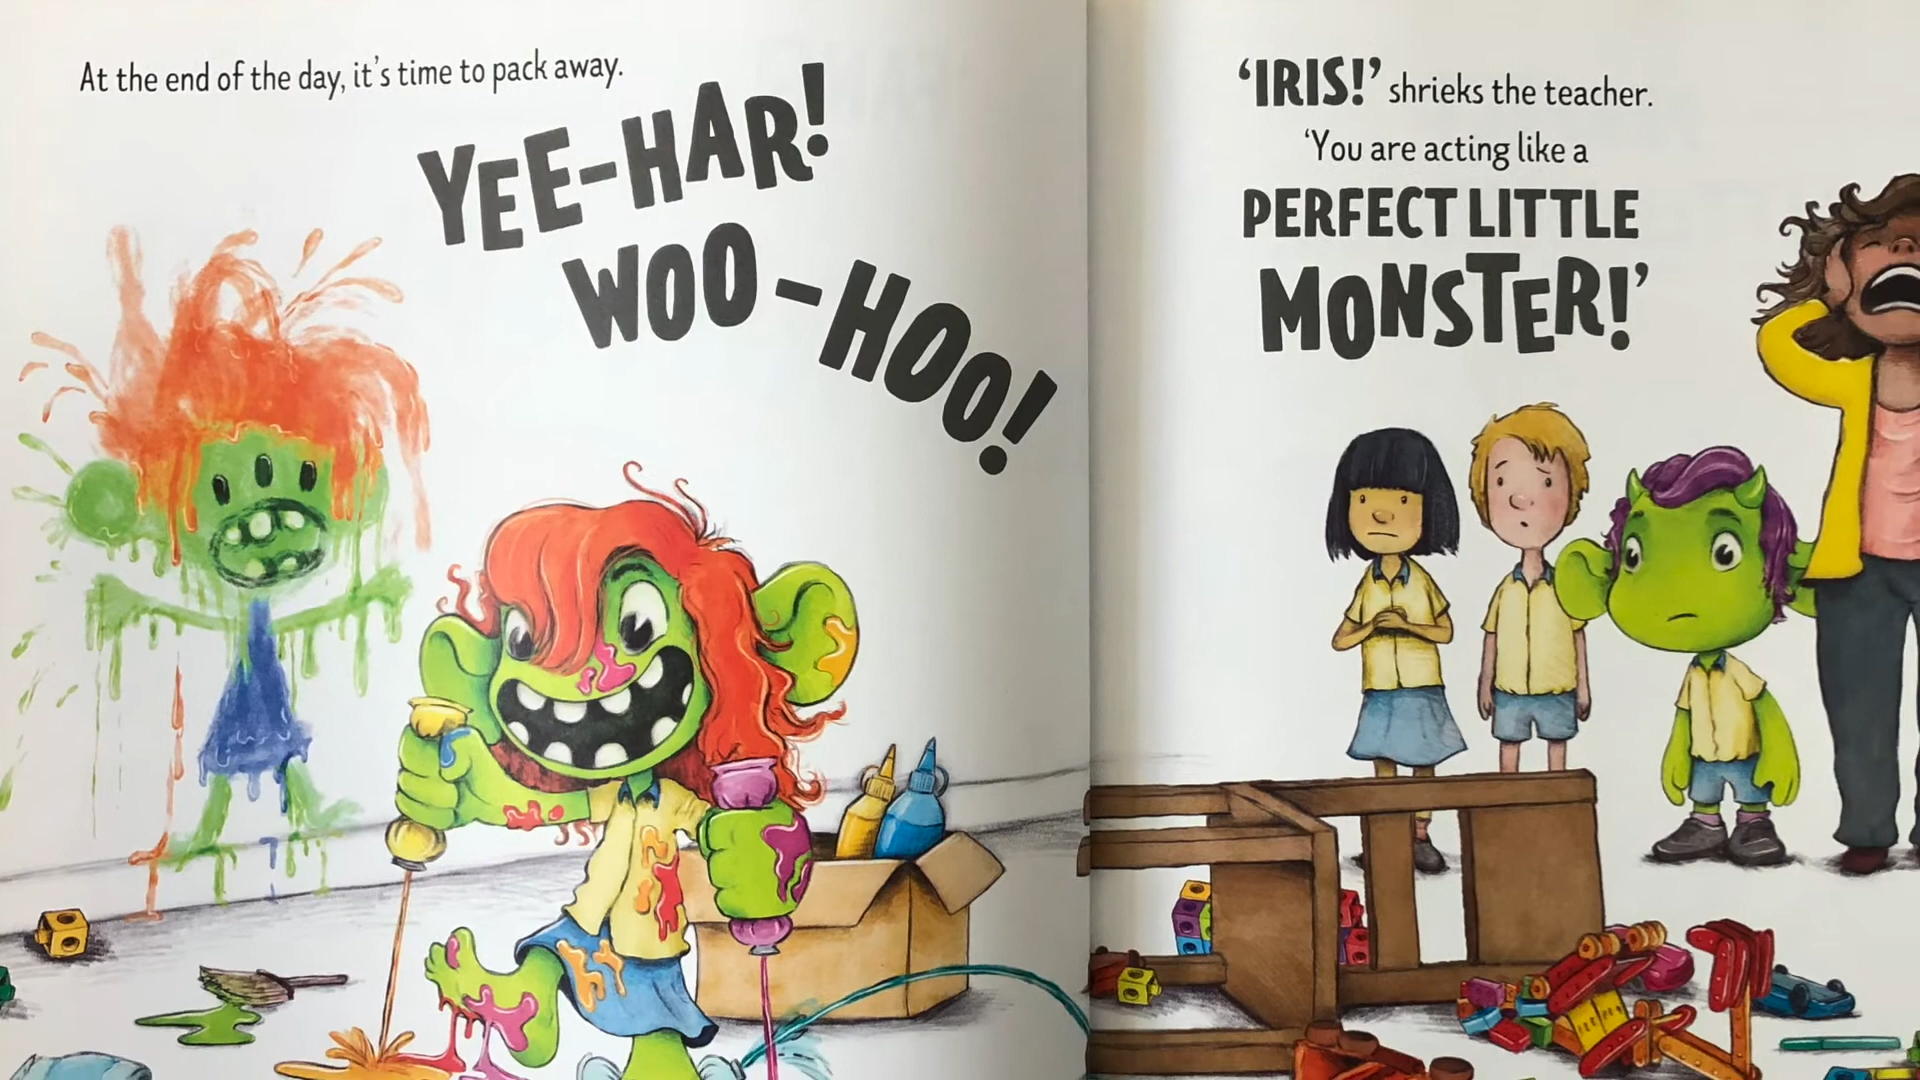 At the end of the day, it's time to pack away.
YEE-HAR!
WOO-HOO!
‘IRIS!’ shrieks the teacher.
‘You are acting like a
PERFECT LITTLE
MONSTER!’